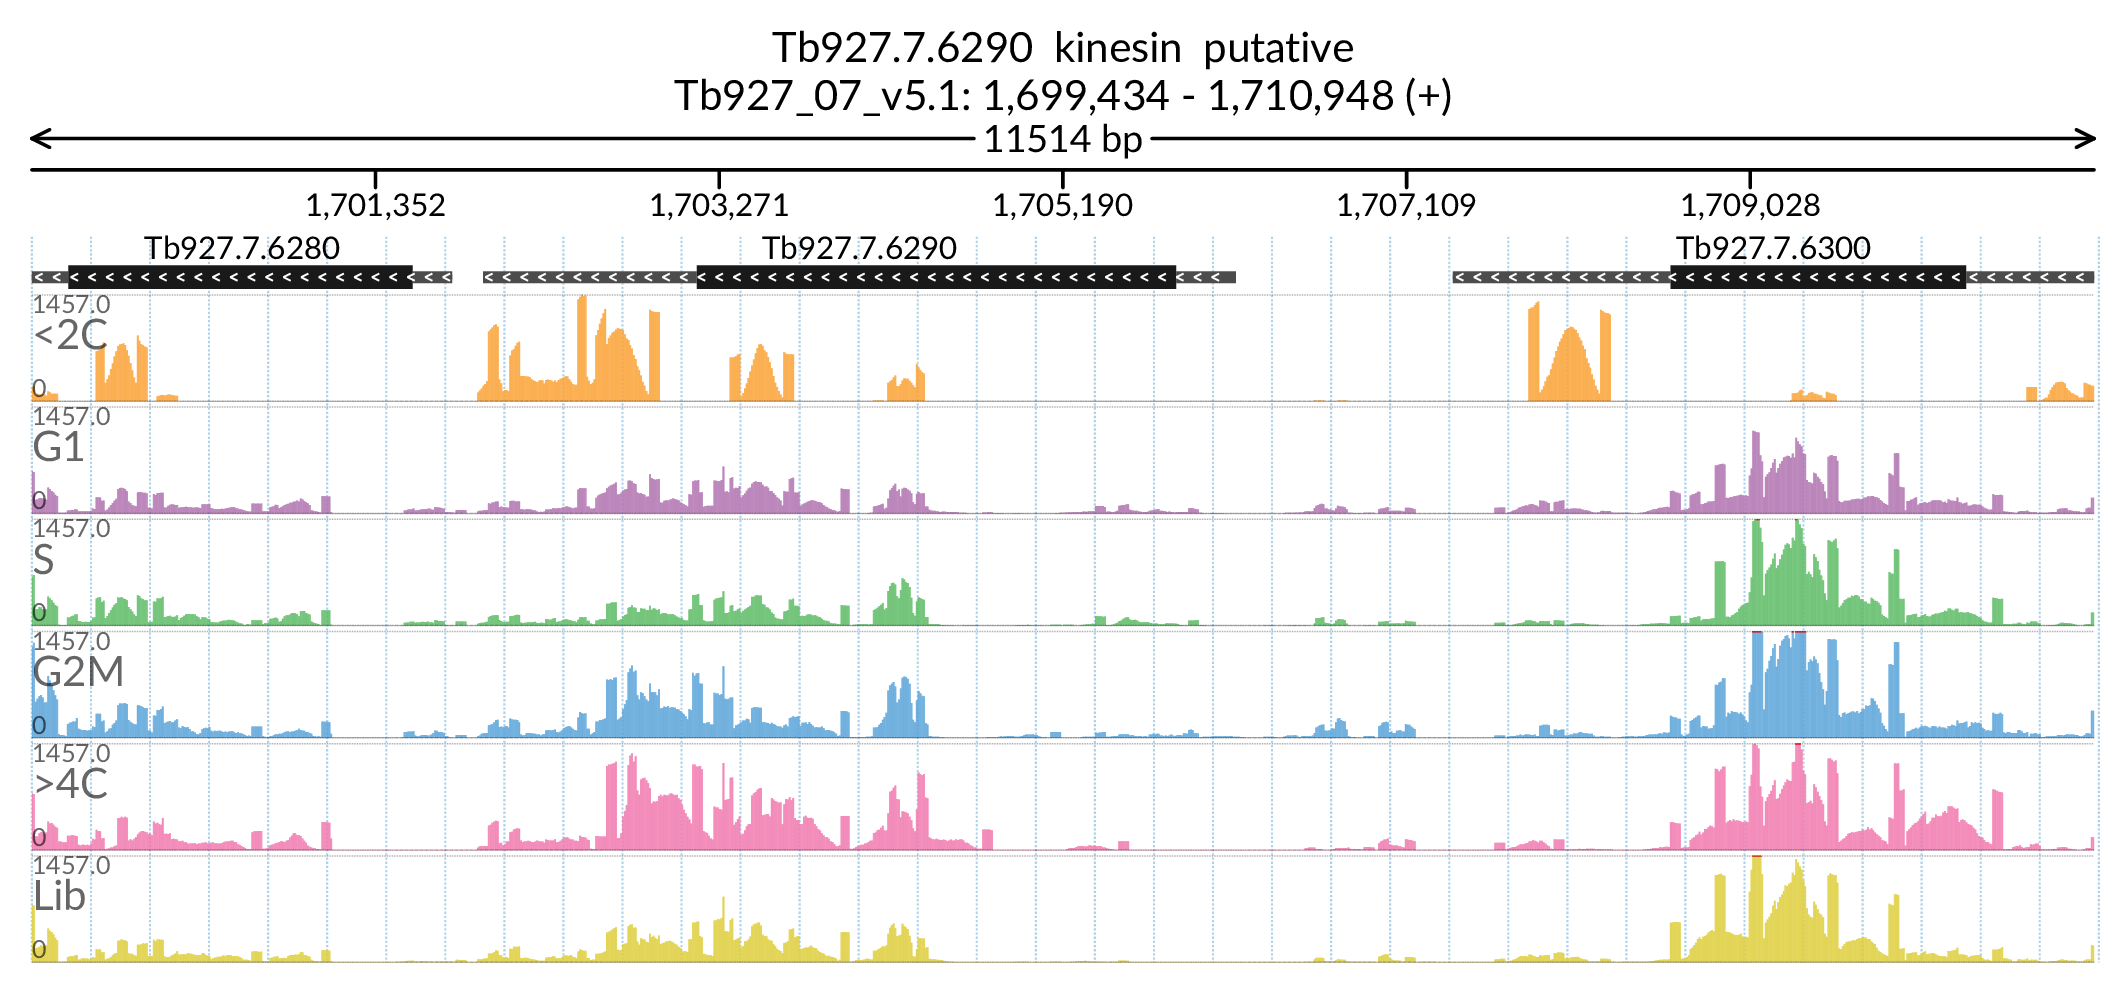 Tb927.7.6290 kinesin putative
Tb927_07_v5.1: 1,699,434 - 1,710,948 (+)
11514 bp
1,701,352 1,703,271 1,705,190 1,707,109 1,709,028
Tb927.7.6280 Tb927.7.6290 Tb927.7.6300
1457.0
<2C
0
1457.0
G1
0
1457.0
S
0
1457.0
G2M
0
1457.0
>4C
0
1457.0
Lib
0